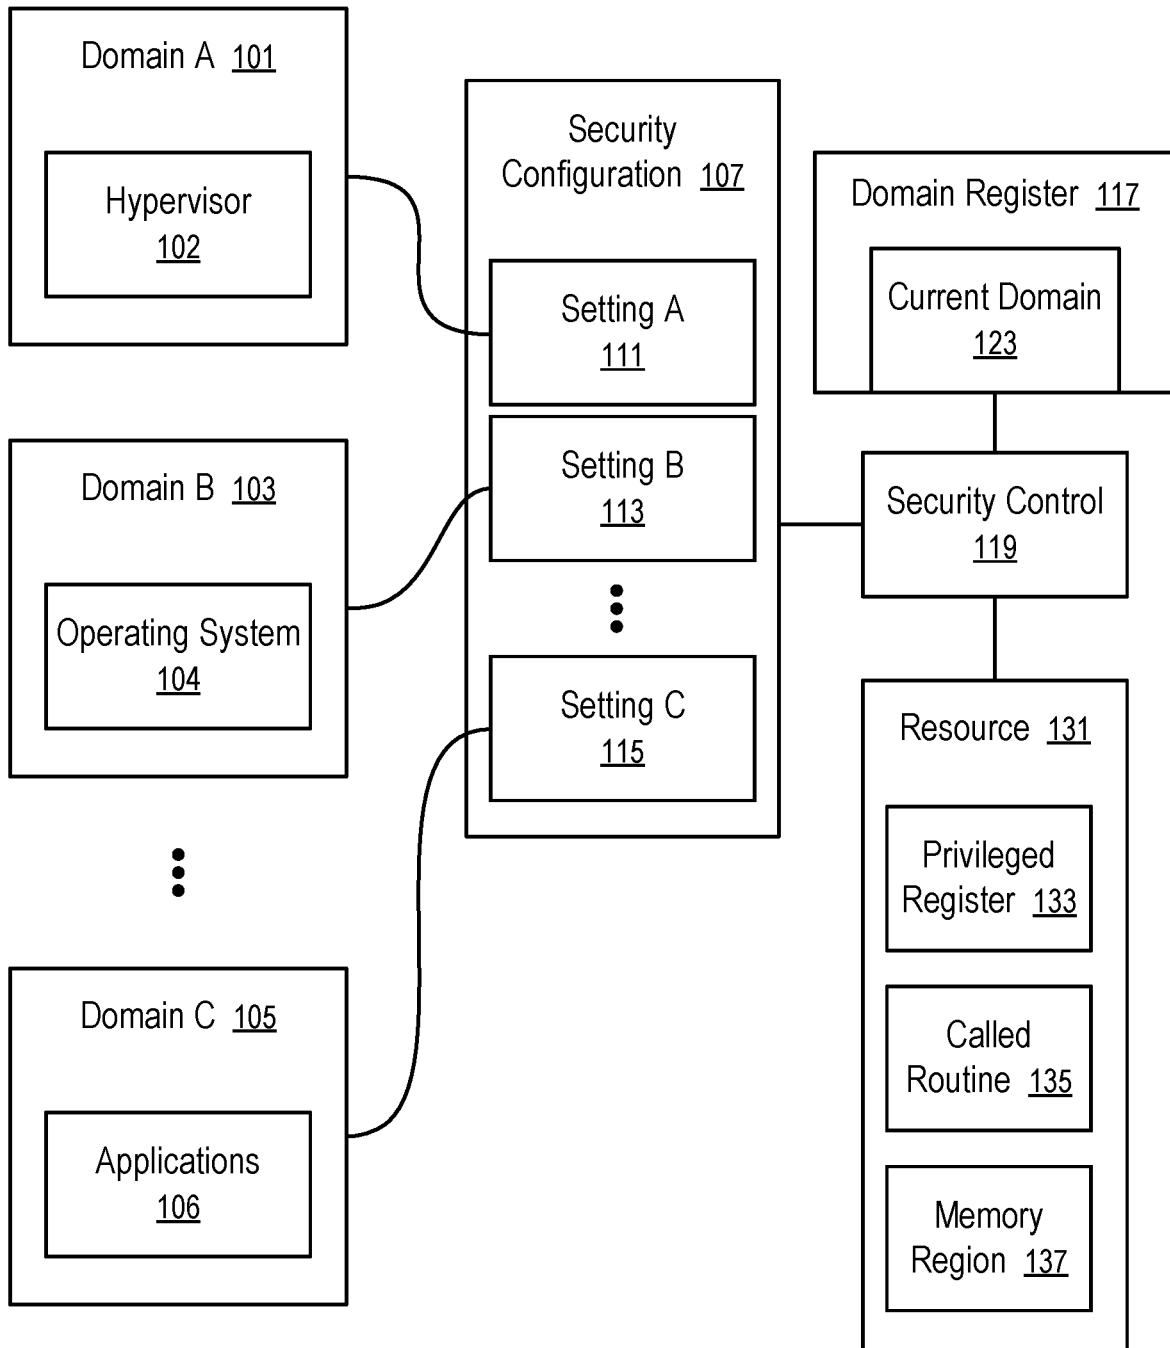 Domain A 101
Hypervisor
102
Domain B 103
Operating System
104
Domain C 105
Applications
106
Security
Configuration 107
Setting A
111
Setting B
113
Setting C
115
Domain Register 117
Current Domain
123
Security Control
119
Resource 131
Privileged
Register 133
Called
Routine 135
Memory
Region 137